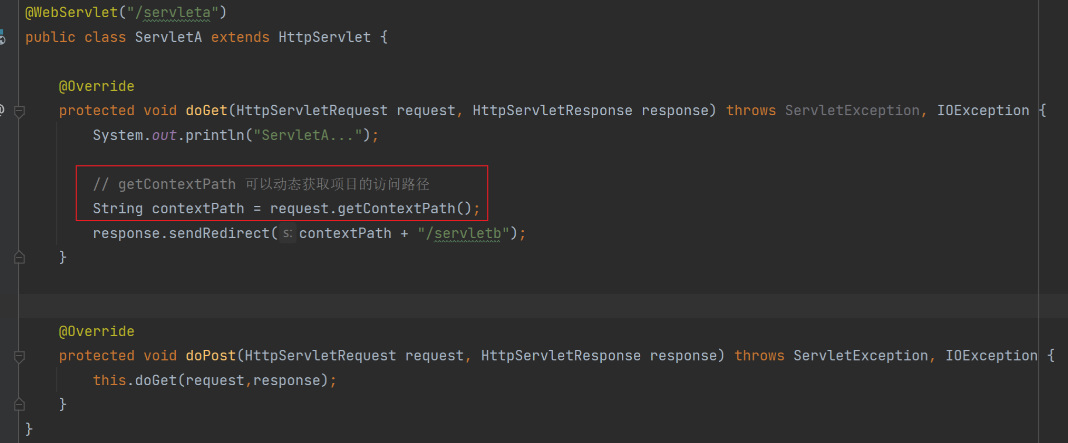 @WebServlet("/servleta")
public class ServletA extends HttpServlet {
@Override
protected void doGet(HttpServletRequest request, HttpServletResponse response) throws ServletException, IOException {
System.out.println("ServletA...");
// getContextPath 可以动态获取项目的访问路径
String contextPath = request.getContextPath();
response.sendRedirect( s: contextPath + "/servletb");
}
@Override
protected void doPost(HttpServletRequest request, HttpServletResponse response) throws ServletException, IOException {
this.doGet(request,response);
}
}